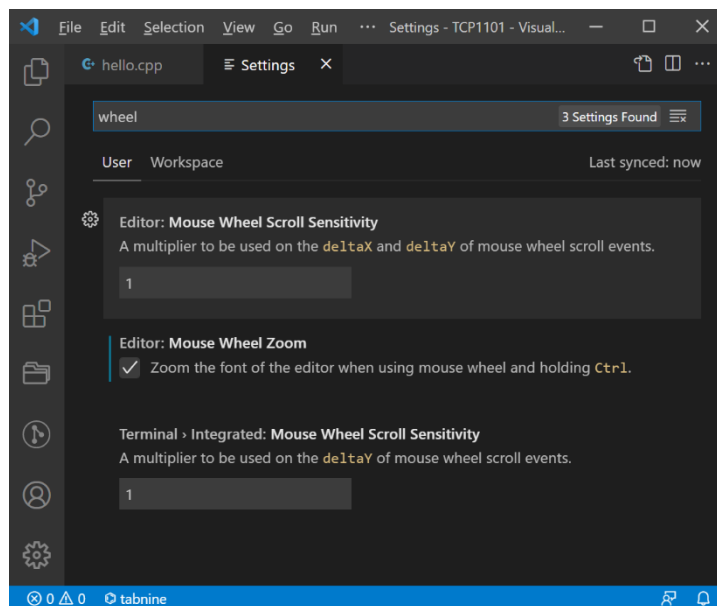 File Edit Selection View Go Run ··· Settings - TCP1101 - Visual...
hello.cpp Settings
wheel 3 Settings Found
User Workspace Last synced: now
Editor: Mouse Wheel Scroll Sensitivity
A multiplier to be used on the deltaX and deltaY of mouse wheel scroll events.
1
Editor: Mouse Wheel Zoom
Zoom the font of the editor when using mouse wheel and holding Ctrl.
Terminal › Integrated: Mouse Wheel Scroll Sensitivity
A multiplier to be used on the deltaY of mouse wheel scroll events.
1
0 0 tabnine